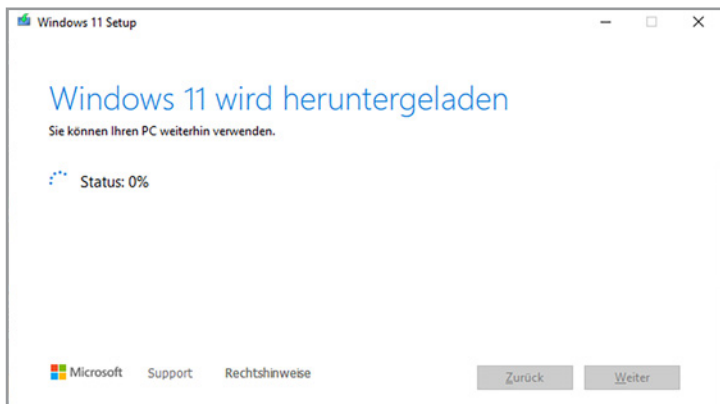 Windows 11 Setup
Windows 11 wird heruntergeladen
Sie können Ihren PC weiterhin verwenden.
Status: 0%
Microsoft Support Rechtshinweise Zurück Weiter